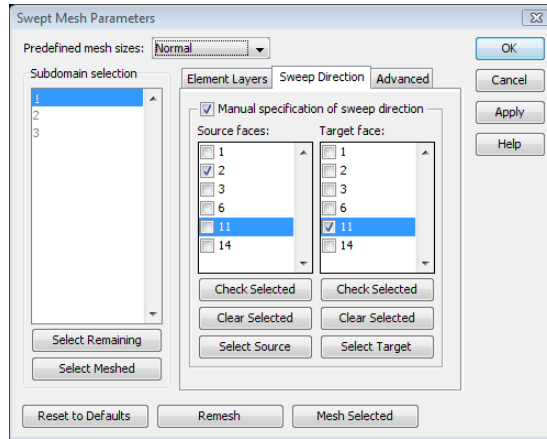 Swept Mesh Parameters
Predefined mesh sizes: Normal
OK
Subdomain selection
Element Layers Sweep Direction Advanced
Cancel
1
2
3
Manual specification of sweep direction
Apply
Source faces: Target face:
Help
1 1
2 2
3 3
6 6
11 11
14 14
Check Selected Check Selected
Clear Selected Clear Selected
Select Remaining
Select Source Select Target
Select Meshed
Reset to Defaults Remesh Mesh Selected